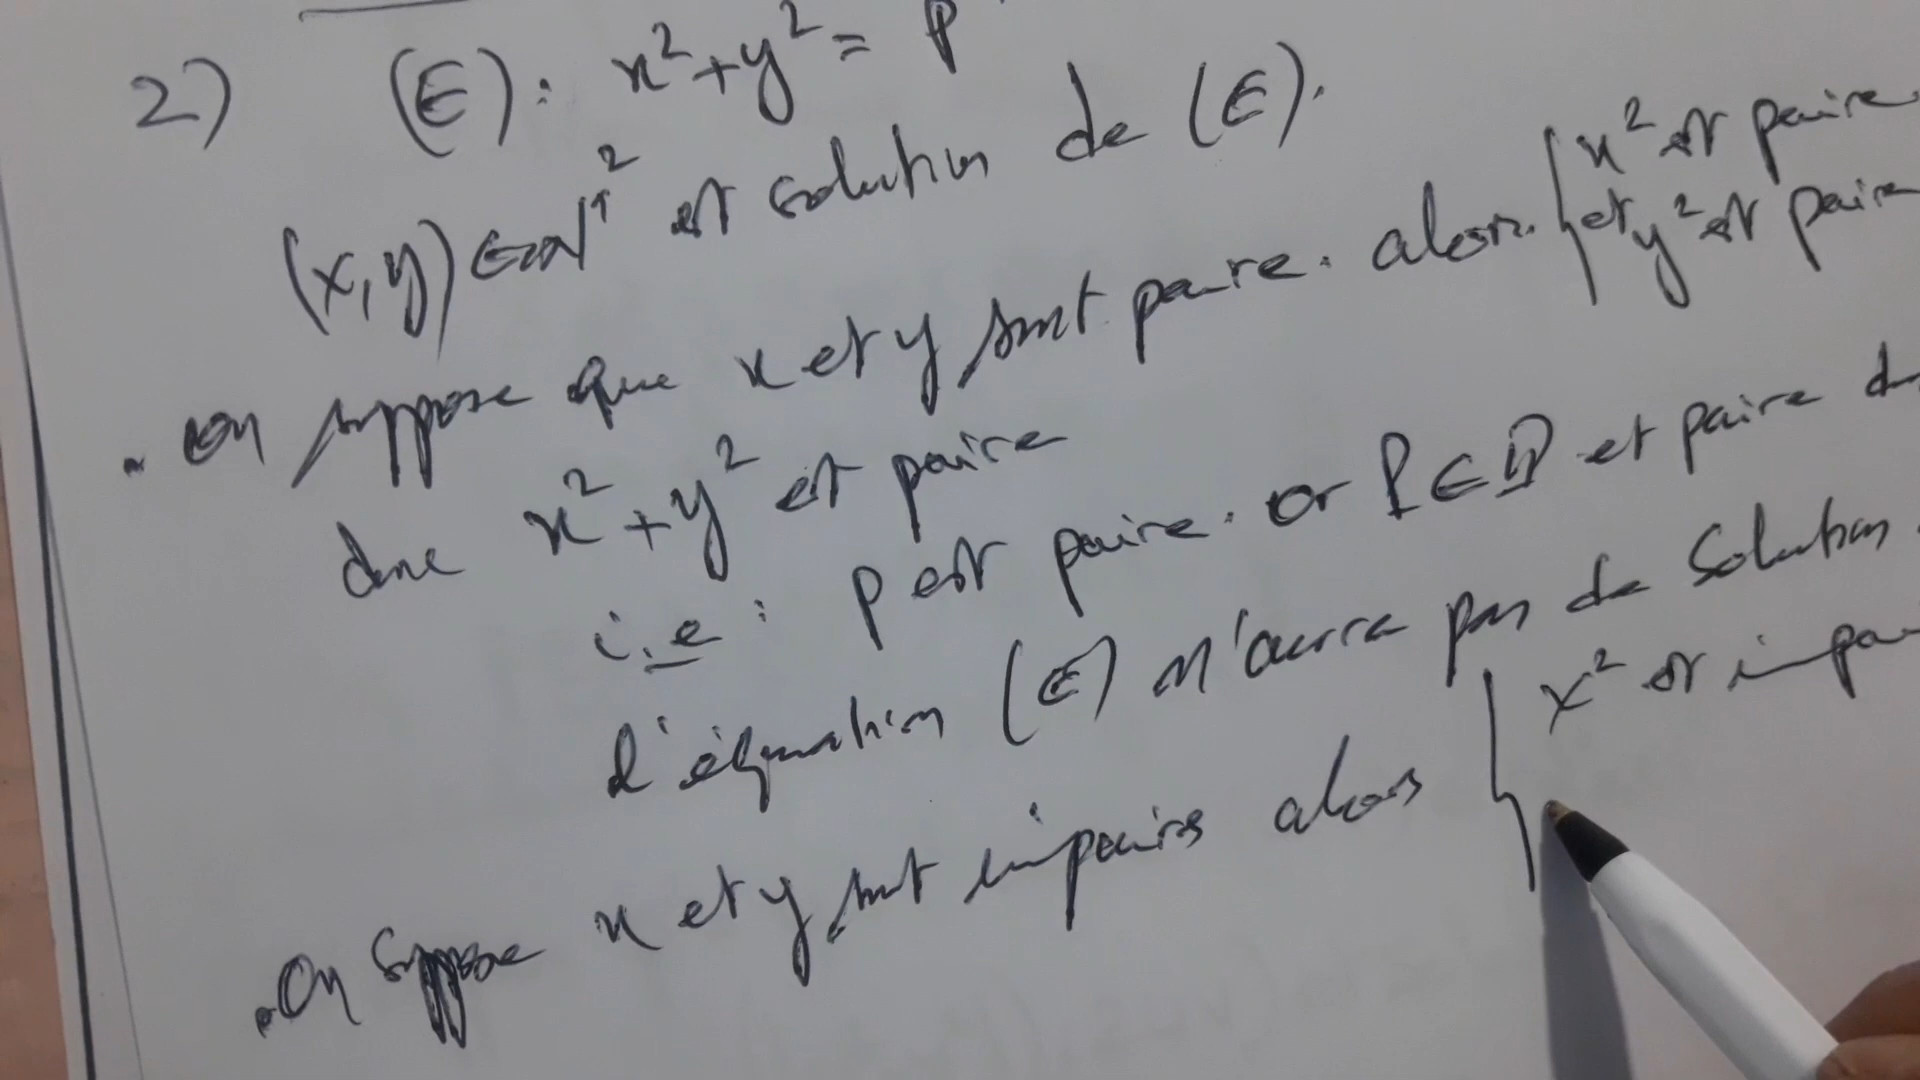 2) (E): x²+y² = P
(x,y) ∈ IN² est solution de (E).
. On suppose que x et y sont paire. alors { x² est paire
et y² est paire
donc x²+y² est paire
i.e : p est paire. or P ∈ IP et paire
l'équation (E) n'aura pas de solution.
. On suppose x et y sont impairs alors { x² est impa